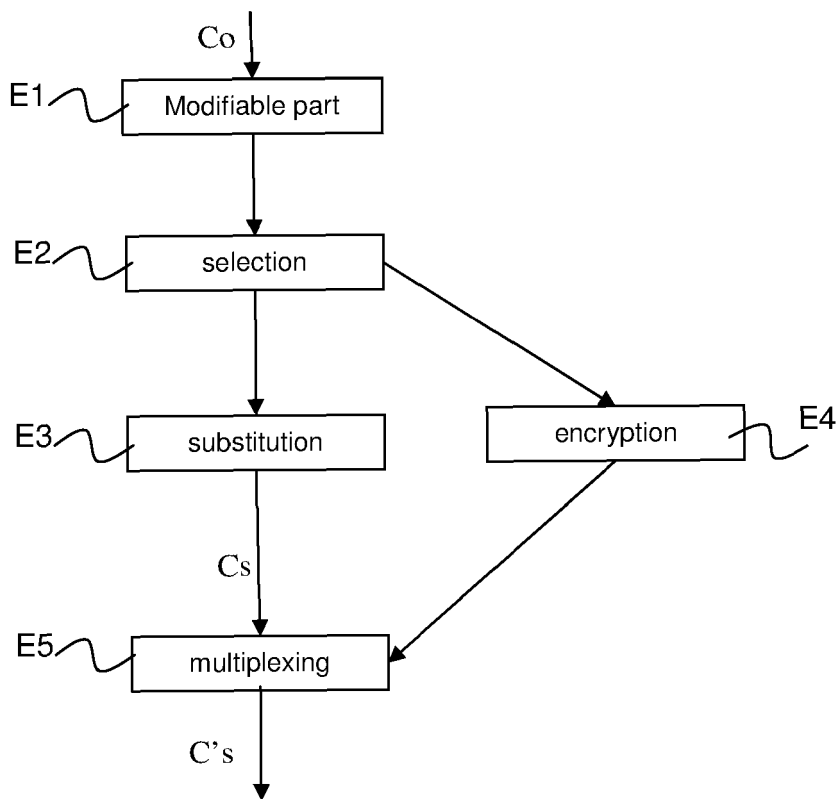 Co
E1
Modifiable part
E2
selection
E3
substitution
encryption
E4
Cs
E5
multiplexing
C's